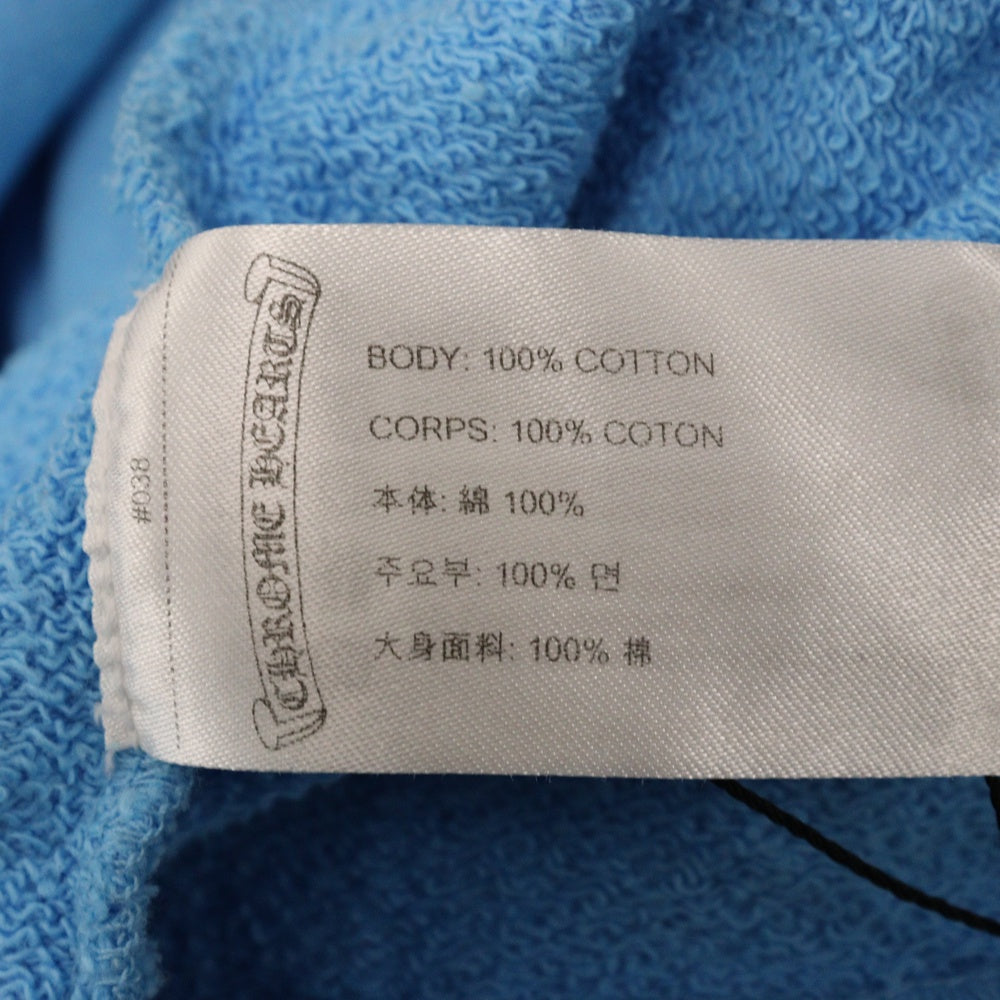 #038
CHROME HEARTS
BODY: 100% COTTON
CORPS: 100% COTON
本体: 綿 100%
주요부: 100% 면
大身面料: 100% 棉